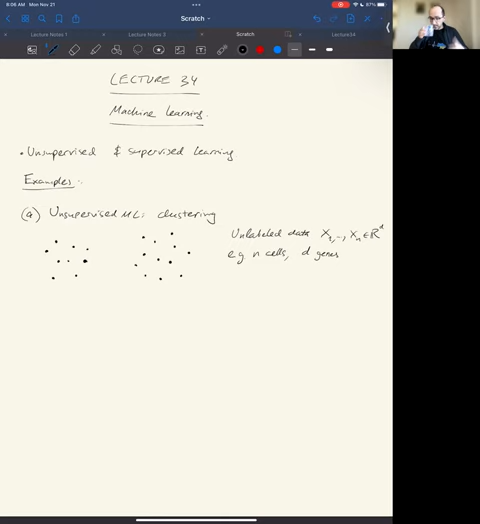 8:06 AM Mon Nov 21
87%
Scratch
Lecture Notes 1
Lecture Notes 3
Scratch
Lecture34
LECTURE 34
Machine Learning.
• Unsupervised & supervised Learning
Examples:
(a) Unsupervised ML: clustering
Unlabeled data X₁, .., Xₙ ∈ ℝᵈ
e.g n cells, d genes